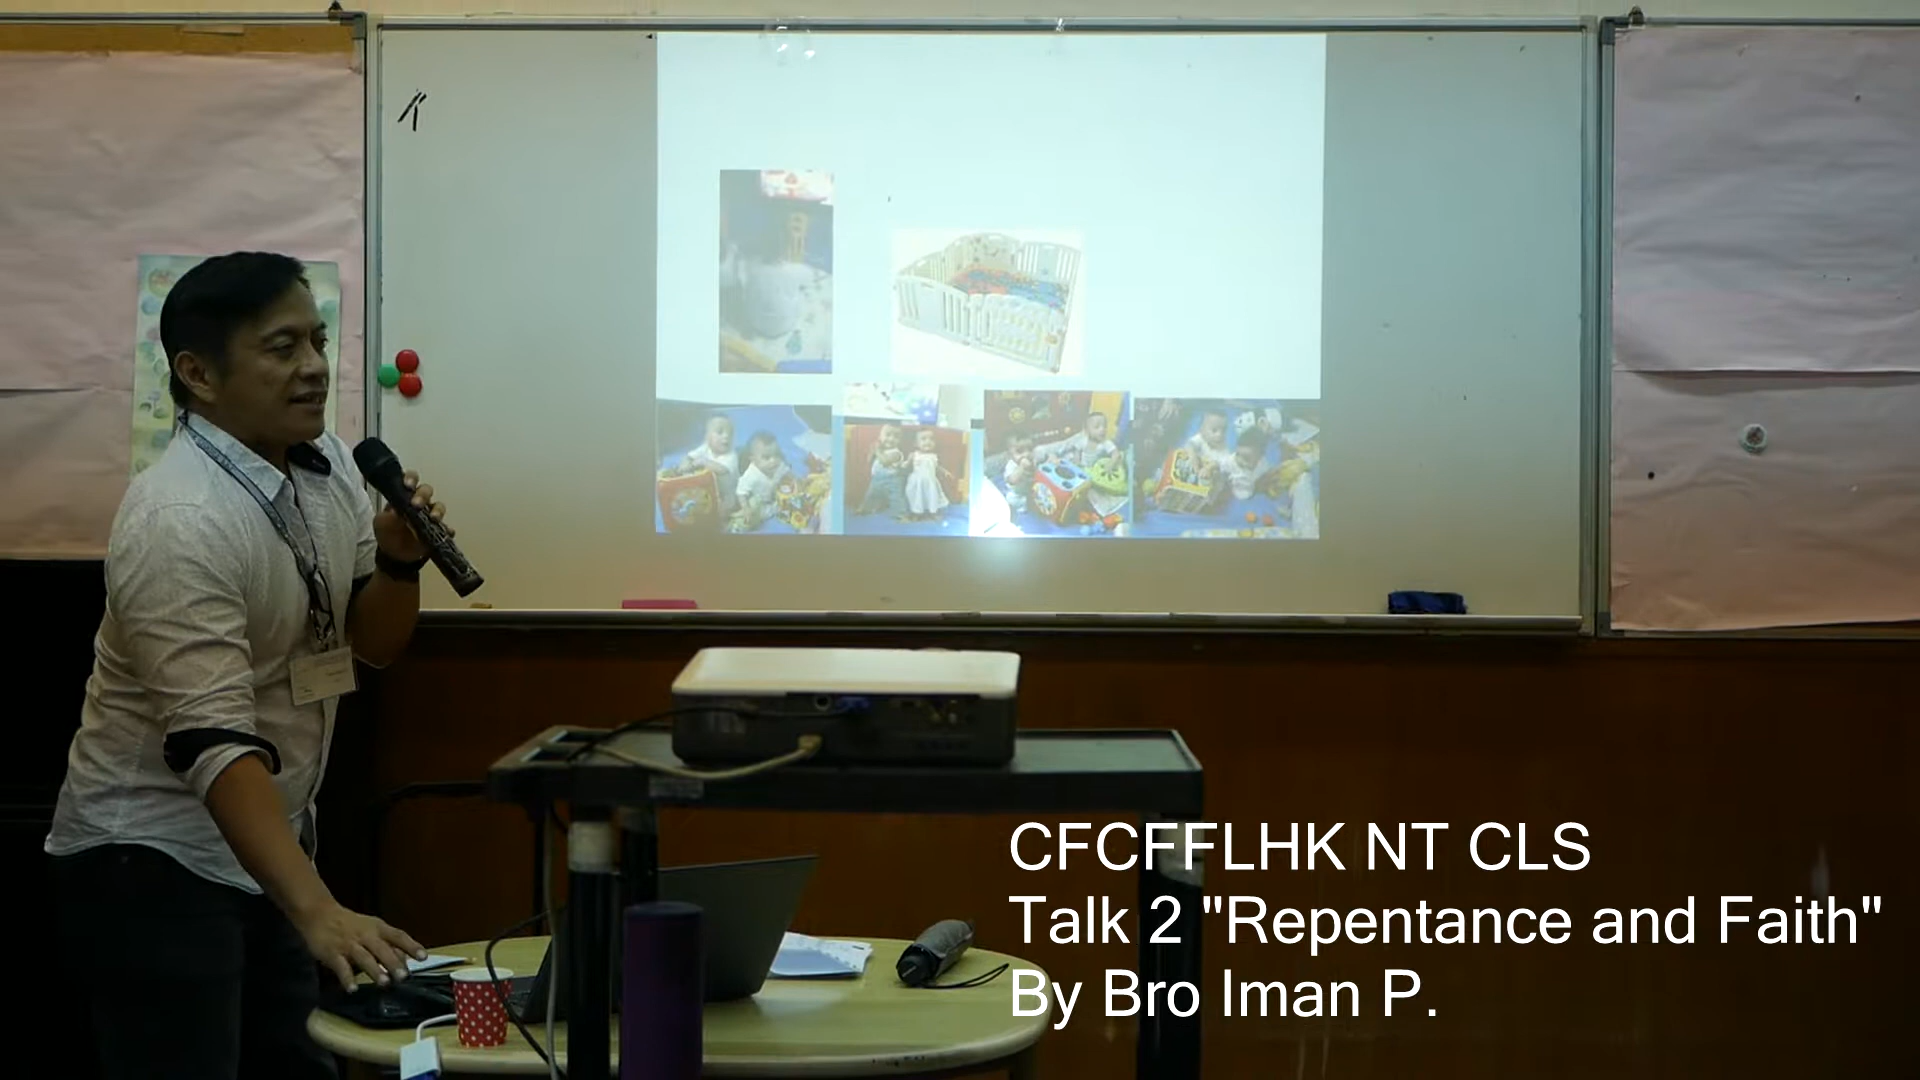 CFCFFLHK NT CLS
Talk 2 "Repentance and Faith"
By Bro Iman P.